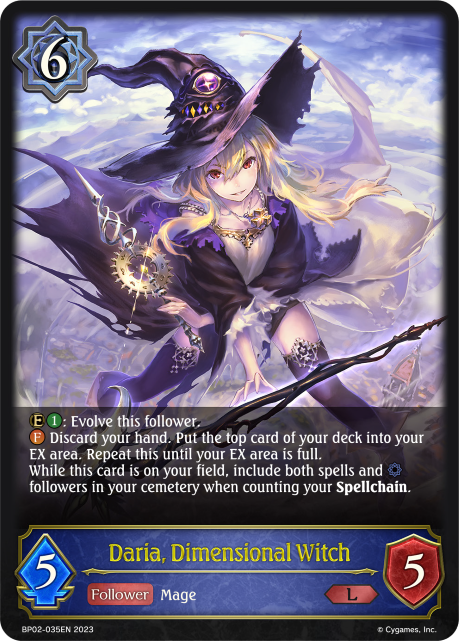 6
E 1: Evolve this follower.
F Discard your hand. Put the top card of your deck into your
EX area. Repeat this until your EX area is full.
While this card is on your field, include both spells and
followers in your cemetery when counting your Spellchain.
Daria, Dimensional Witch
5
Follower Mage
L
5
BP02-035EN 2023
© Cygames, Inc.